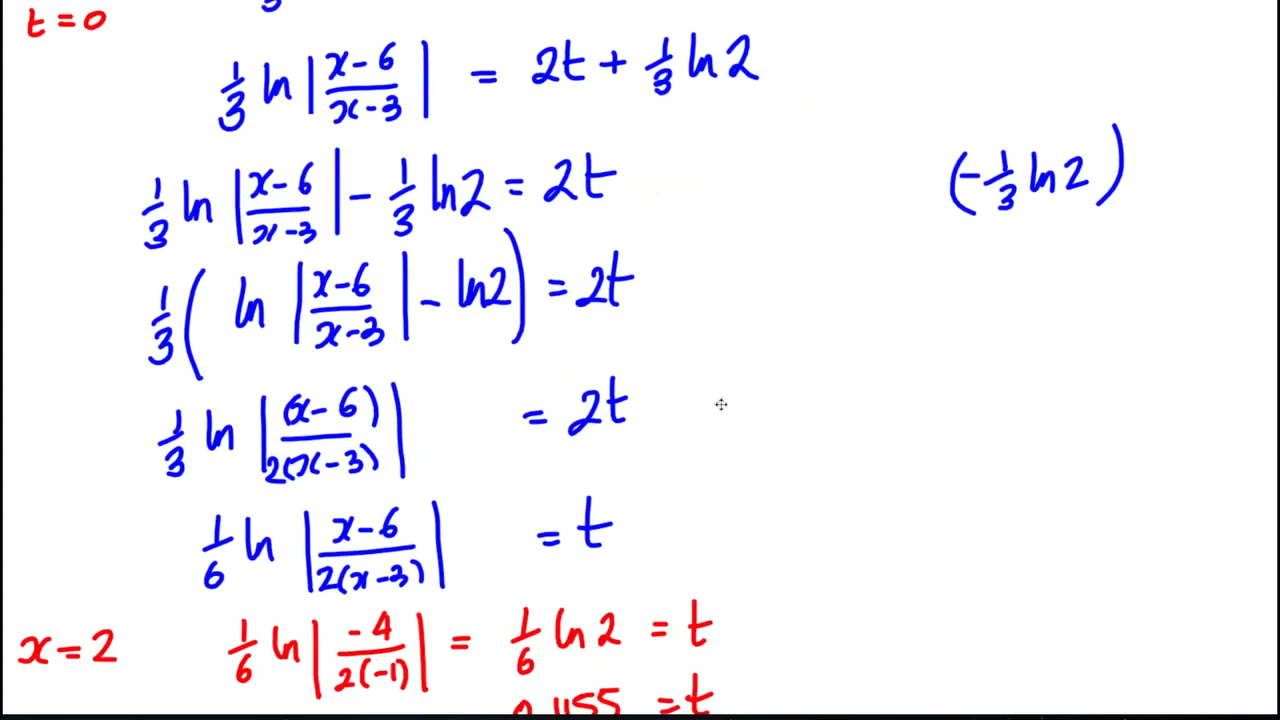 t = 0
1/3 ln |(x-6)/(x-3)| = 2t + 1/3 ln 2
1/3 ln |(x-6)/(x-3)| - 1/3 ln 2 = 2t
(-1/3 ln 2)
1/3 ( ln |(x-6)/(x-3)| - ln 2 ) = 2t
1/3 ln |(x-6)/2(x-3)| = 2t
1/6 ln |(x-6)/2(x-3)| = t
x = 2 1/6 ln |-4/2(-1)| = 1/6 ln 2 = t
= t